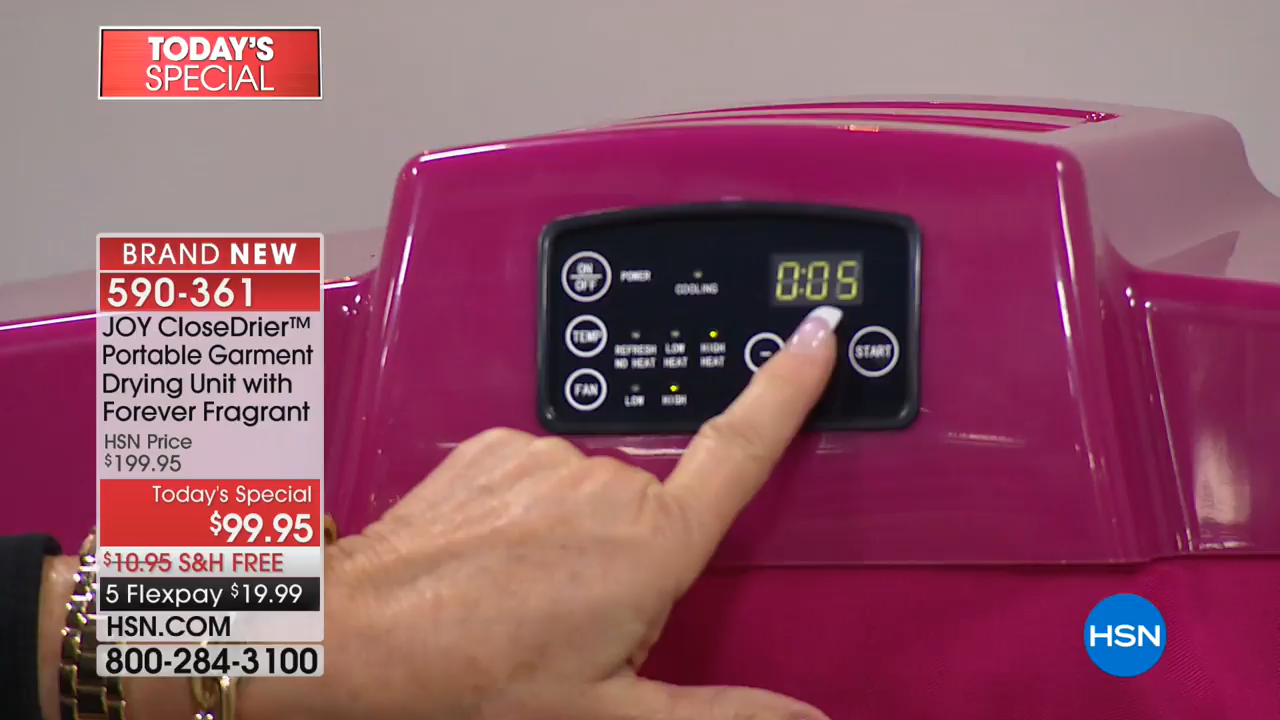 TODAY'S
SPECIAL
BRAND NEW
590-361
JOY CloseDrier™
Portable Garment
Drying Unit with
Forever Fragrant
HSN Price
$199.95
Today's Special
$99.95
$10.95 S&H FREE
5 Flexpay $19.99
HSN.COM
800-284-3100
ON
OFF
POWER
COOLING
0:05
TEMP
REFRESH
NO HEAT
LOW
HEAT
HIGH
HEAT
-
START
FAN
LOW
HIGH
HSN